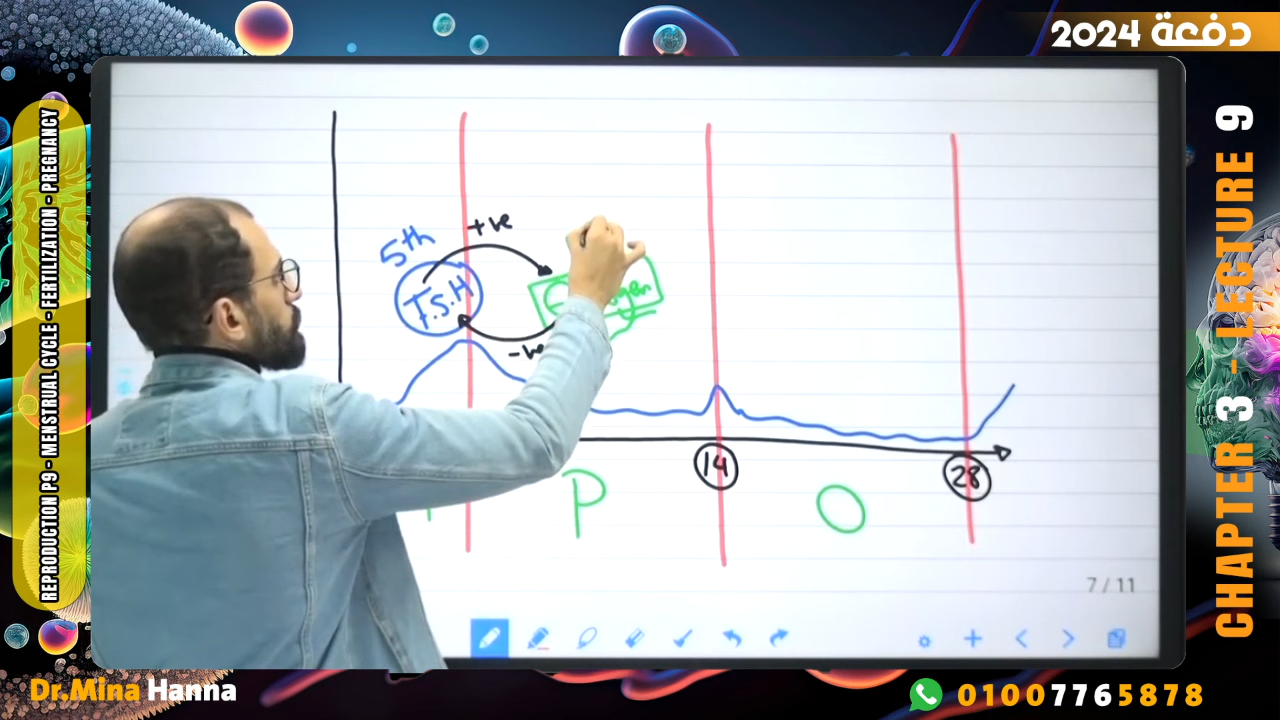 دفعة 2024
REPRODUCTION P9 - MENSTRUAL CYCLE - FERTILIZATION - PREGNANCY
CHAPTER 3 - LECTURE 9
5th
+ve
F.S.H
-ve
14
28
P
O
7 / 11
Dr.Mina Hanna
01007765878